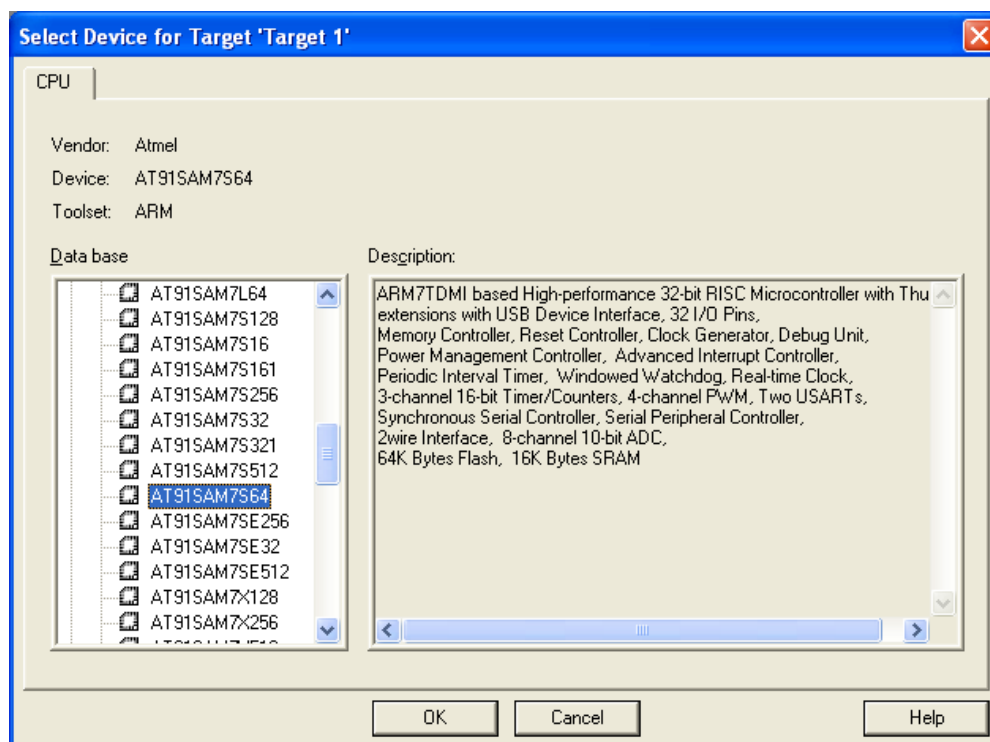 Select Device for Target 'Target 1'
CPU
Vendor: Atmel
Device: AT91SAM7S64
Toolset: ARM
Data base
Description:
AT91SAM7L64
AT91SAM7S128
AT91SAM7S16
AT91SAM7S161
AT91SAM7S256
AT91SAM7S32
AT91SAM7S321
AT91SAM7S512
AT91SAM7S64
AT91SAM7SE256
AT91SAM7SE32
AT91SAM7SE512
AT91SAM7X128
AT91SAM7X256
ARM7TDMI based High-performance 32-bit RISC Microcontroller with Thu
extensions with USB Device Interface, 32 I/O Pins,
Memory Controller, Reset Controller, Clock Generator, Debug Unit,
Power Management Controller, Advanced Interrupt Controller,
Periodic Interval Timer, Windowed Watchdog, Real-time Clock,
3-channel 16-bit Timer/Counters, 4-channel PWM, Two USARTs,
Synchronous Serial Controller, Serial Peripheral Controller,
2wire Interface, 8-channel 10-bit ADC,
64K Bytes Flash, 16K Bytes SRAM
OK Cancel Help